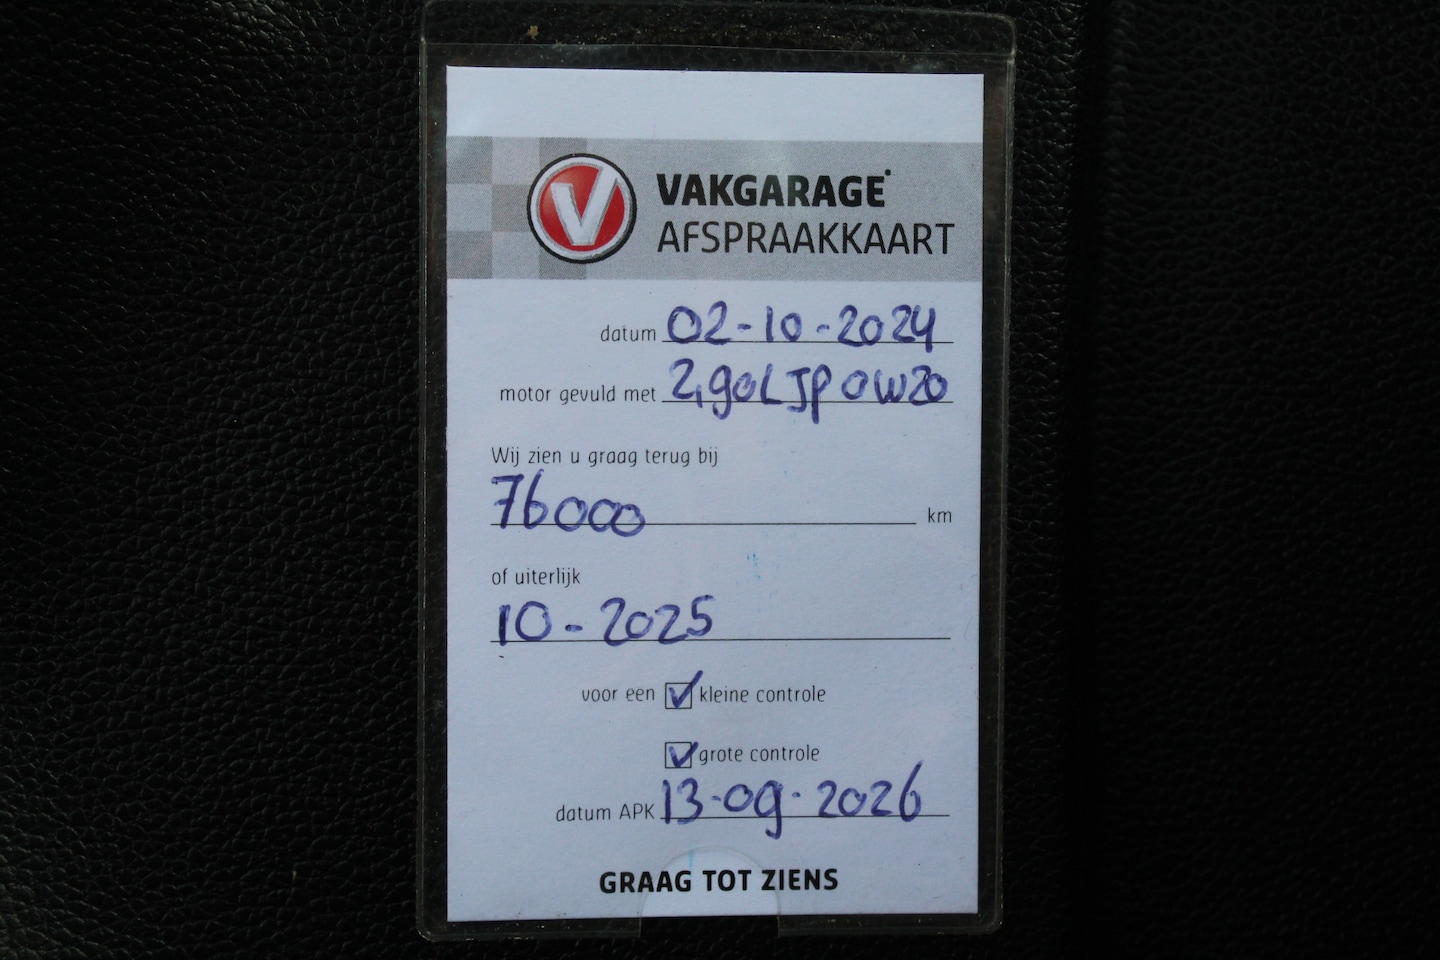 V VAKGARAGE
AFSPRAAKKAART
datum 02-10-2024
motor gevuld met 2,90L JP 0W20
Wij zien u graag terug bij
76000 km
of uiterlijk
10-2025
voor een kleine controle
grote controle
datum APK 13-09-2026
GRAAG TOT ZIENS